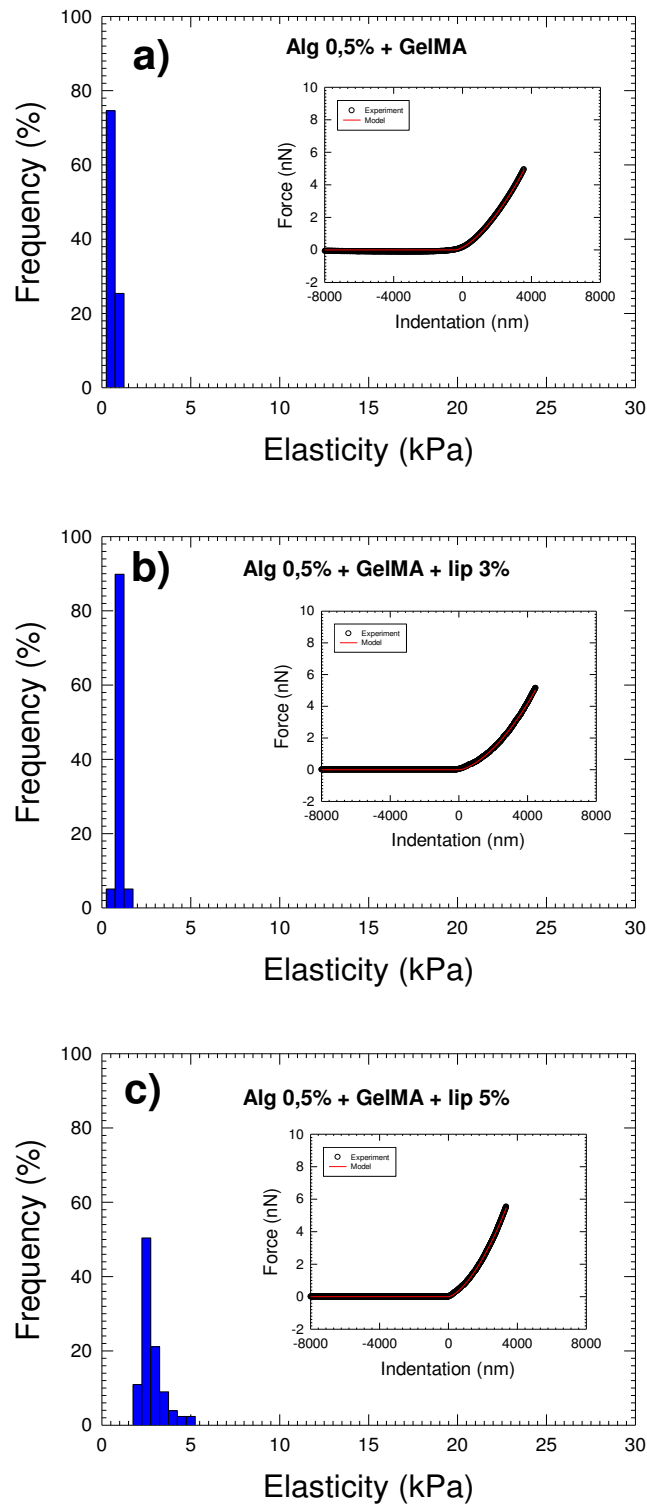 a)
Alg 0,5% + GelMA
Frequency (%)
100
80
60
40
20
0
0 5 10 15 20 25 30
Elasticity (kPa)
Force (nN)
10
8
6
4
2
0
-2
Experiment
Model
-8000 -4000 0 4000 8000
Indentation (nm)
b)
Alg 0,5% + GelMA + lip 3%
Frequency (%)
100
80
60
40
20
0
0 5 10 15 20 25 30
Elasticity (kPa)
Force (nN)
10
8
6
4
2
0
-2
Experiment
Model
-8000 -4000 0 4000 8000
Indentation (nm)
c)
Alg 0,5% + GelMA + lip 5%
Frequency (%)
100
80
60
40
20
0
0 5 10 15 20 25 30
Elasticity (kPa)
Force (nN)
10
8
6
4
2
0
-2
Experiment
Model
-8000 -4000 0 4000 8000
Indentation (nm)